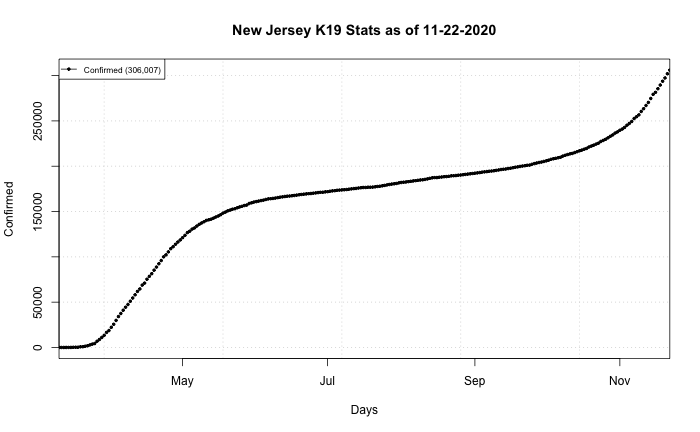 New Jersey K19 Stats as of 11-22-2020
Confirmed (306,007)
250000
150000
50000
0
Confirmed
May Jul Sep Nov
Days